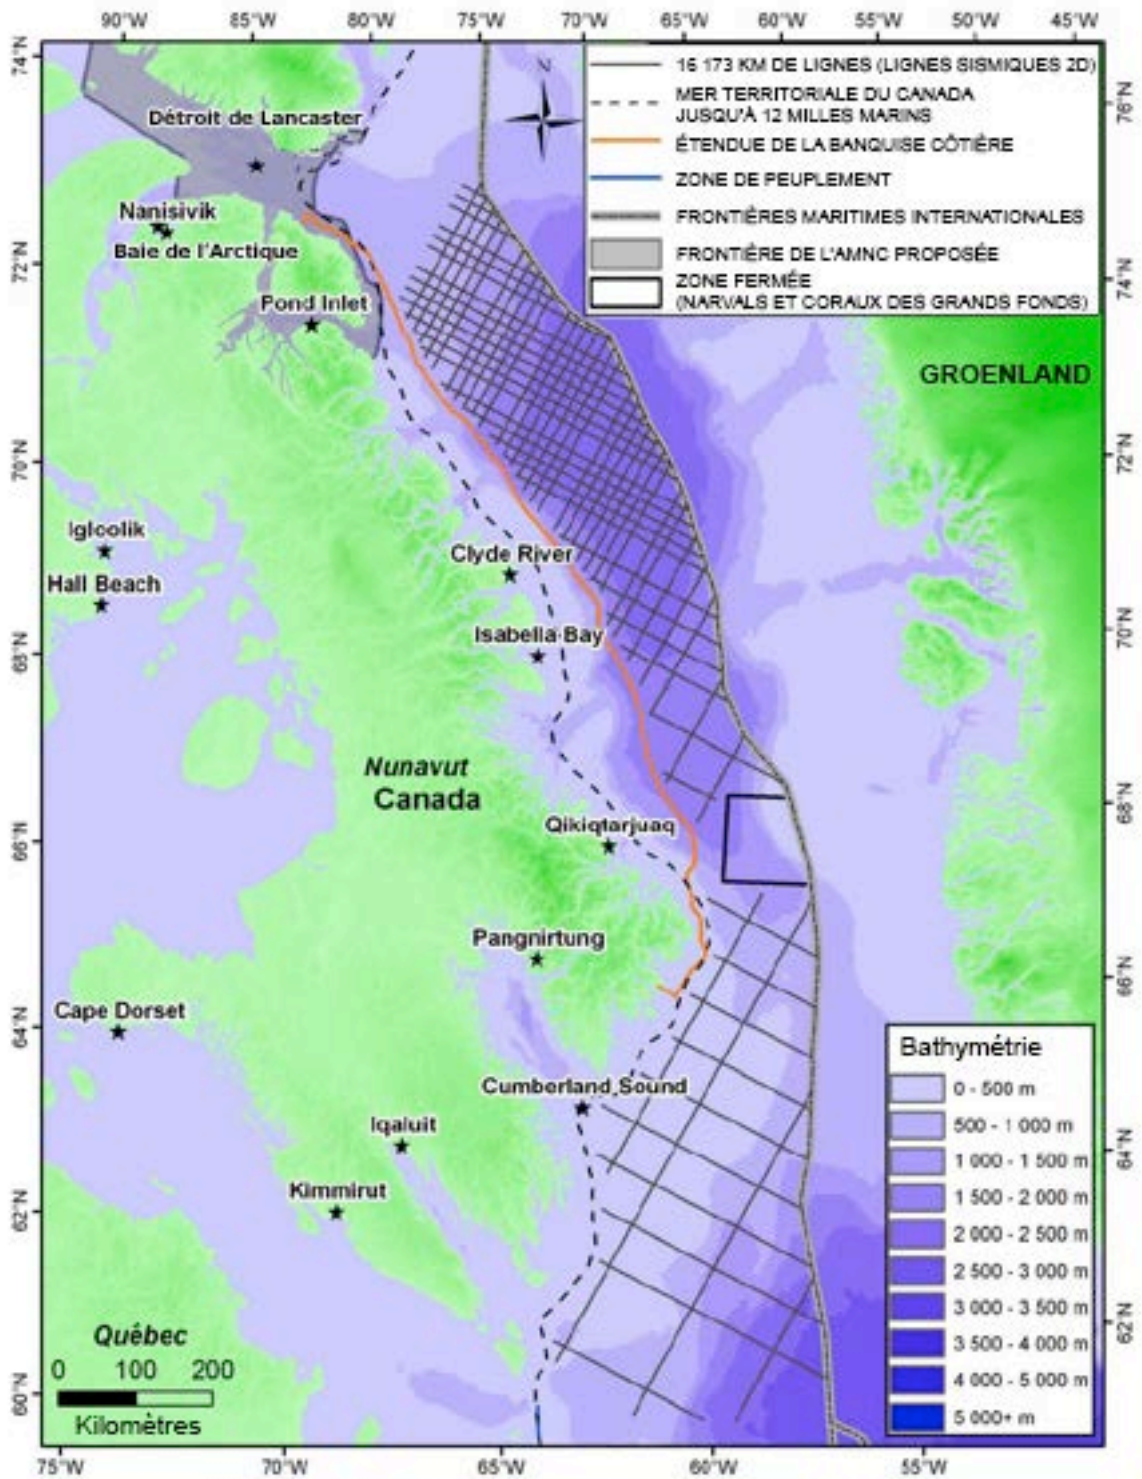 90°W 85°W 80°W 75°W 70°W 65°W 60°W 55°W 50°W 45°W
74°N
72°N
70°N
68°N
66°N
64°N
62°N
60°N
76°N
74°N
72°N
70°N
68°N
66°N
64°N
62°N
N
16 173 KM DE LIGNES (LIGNES SISMIQUES 2D)
MER TERRITORIALE DU CANADA
JUSQU'À 12 MILLES MARINS
ÉTENDUE DE LA BANQUISE CÔTIÈRE
ZONE DE PEUPLEMENT
FRONTIÈRES MARITIMES INTERNATIONALES
FRONTIÈRE DE L'AMNC PROPOSÉE
ZONE FERMÉE
(NARVALS ET CORAUX DES GRANDS FONDS)
Détroit de Lancaster
Nanisivik
Baie de l'Arctique
Pond Inlet
GROENLAND
Igloolik
Hall Beach
Clyde River
Isabella Bay
Nunavut
Canada
Qikiqtarjuaq
Pangnirtung
Cape Dorset
Cumberland Sound
Iqaluit
Kimmirut
Québec
0 100 200
Kilomètres
Bathymétrie
0 - 500 m
500 - 1 000 m
1 000 - 1 500 m
1 500 - 2 000 m
2 000 - 2 500 m
2 500 - 3 000 m
3 000 - 3 500 m
3 500 - 4 000 m
4 000 - 5 000 m
5 000+ m
75°W 70°W 65°W 60°W 55°W